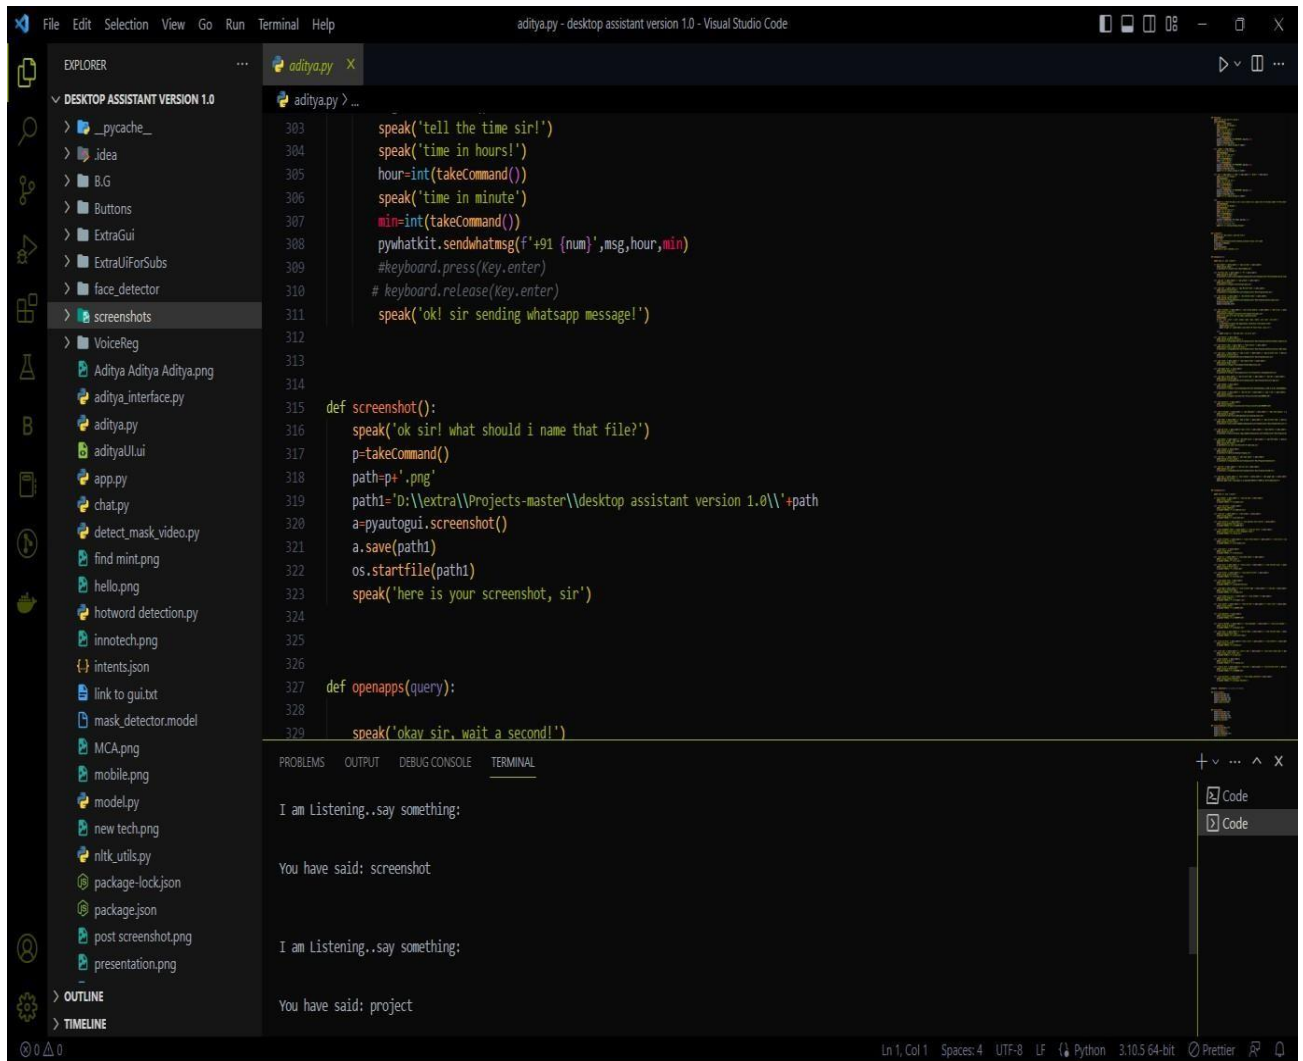 File Edit Selection View Go Run Terminal Help
aditya.py - desktop assistant version 1.0 - Visual Studio Code
EXPLORER
aditya.py X
DESKTOP ASSISTANT VERSION 1.0
aditya.py > ...
__pycache__
.idea
B.G
Buttons
ExtraGui
ExtraUiForSubs
face_detector
screenshots
VoiceReg
Aditya Aditya Aditya.png
aditya_interface.py
aditya.py
adityaUI.ui
app.py
chat.py
detect_mask_video.py
find mint.png
hello.png
hotword detection.py
innotech.png
intents.json
link to gui.txt
mask_detector.model
MCA.png
mobile.png
model.py
new tech.png
nltk_utils.py
package-lock.json
package.json
post screenshot.png
presentation.png
OUTLINE
TIMELINE
303 speak('tell the time sir!')
304 speak('time in hours!')
305 hour=int(takeCommand())
306 speak('time in minute')
307 min=int(takeCommand())
308 pywhatkit.sendwhatmsg(f'+91 {num}',msg,hour,min)
309 #keyboard.press(Key.enter)
310 # keyboard.release(Key.enter)
311 speak('ok! sir sending whatsapp message!')
312
313
314
315 def screenshot():
316 speak('ok sir! what should i name that file?')
317 p=takeCommand()
318 path=p+'.png'
319 path1='D:\\extra\\Projects-master\\desktop assistant version 1.0\\'+path
320 a=pyautogui.screenshot()
321 a.save(path1)
322 os.startfile(path1)
323 speak('here is your screenshot, sir')
324
325
326
327 def openapps(query):
328
329 speak('okay sir, wait a second!')
PROBLEMS OUTPUT DEBUG CONSOLE TERMINAL
I am Listening..say something:
You have said: screenshot
I am Listening..say something:
You have said: project
Code
Code
0 0
Ln 1, Col 1 Spaces: 4 UTF-8 LF Python 3.10.5 64-bit Prettier